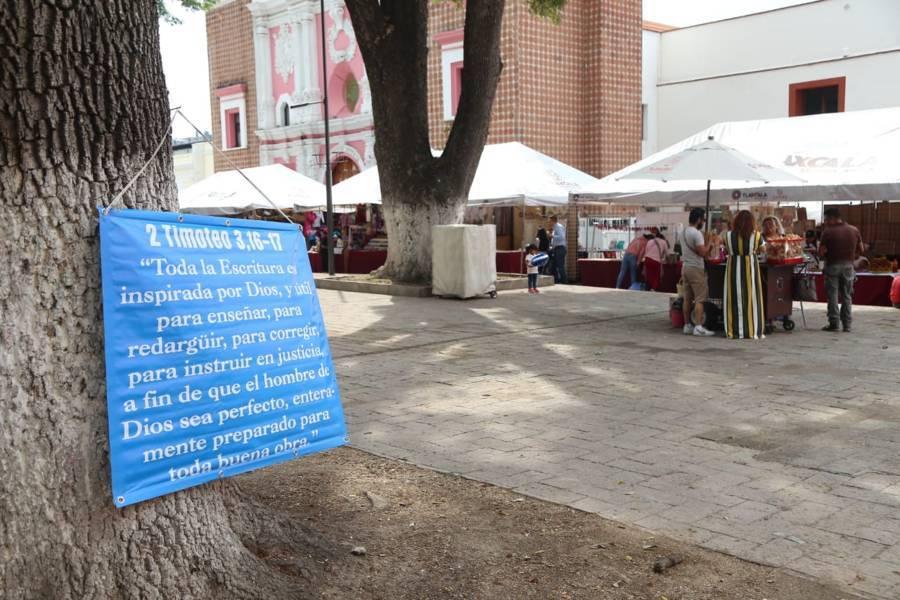 2 Timoteo 3,16-17
“Toda la Escritura es
inspirada por Dios, y útil
para enseñar, para
redargüir, para corregir,
para instruir en justicia,
a fin de que el hombre de
Dios sea perfecto, entera-
mente preparado para
toda buena obra.”
TLAXCALA